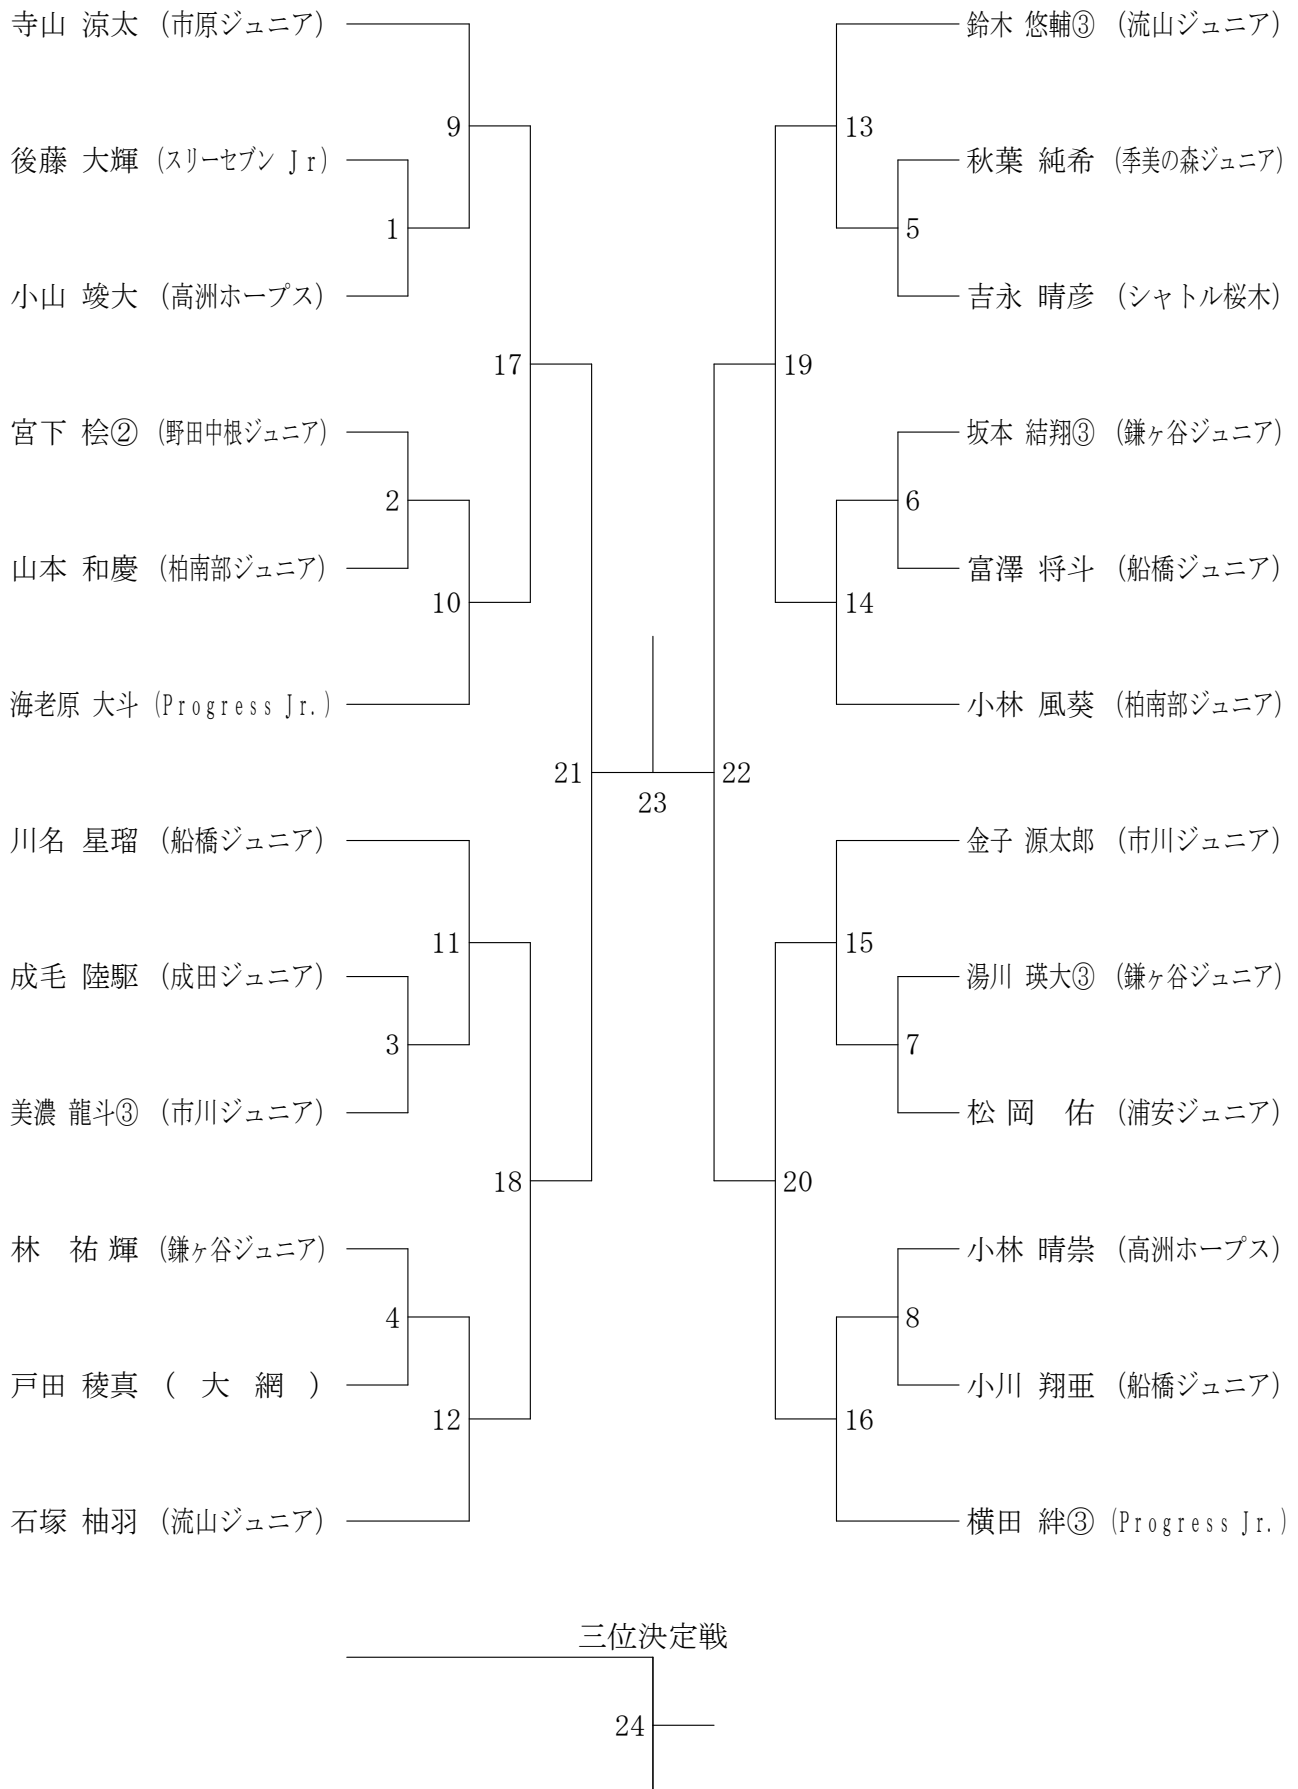 寺山 涼太 (市原ジュニア)
9
後藤 大輝 (スリーセブン Jr)
1
小山 竣大 (高洲ホープス)
17
宮下 桧② (野田中根ジュニア)
2
山本 和慶 (柏南部ジュニア)
10
海老原 大斗 (Progress Jr.)
21
川名 星瑠 (船橋ジュニア)
11
成毛 陸駆 (成田ジュニア)
3
美濃 龍斗③ (市川ジュニア)
18
林 祐輝 (鎌ヶ谷ジュニア)
4
戸田 稜真 ( 大 網 )
12
石塚 柚羽 (流山ジュニア)
23
鈴木 悠輔③ (流山ジュニア)
13
秋葉 純希 (季美の森ジュニア)
5
吉永 晴彦 (シャトル桜木)
19
坂本 結翔③ (鎌ヶ谷ジュニア)
6
富澤 将斗 (船橋ジュニア)
14
小林 風葵 (柏南部ジュニア)
22
金子 源太郎 (市川ジュニア)
15
湯川 瑛大③ (鎌ヶ谷ジュニア)
7
松岡 佑 (浦安ジュニア)
20
小林 晴崇 (高洲ホープス)
8
小川 翔亜 (船橋ジュニア)
16
横田 絆③ (Progress Jr.)
三位決定戦
24